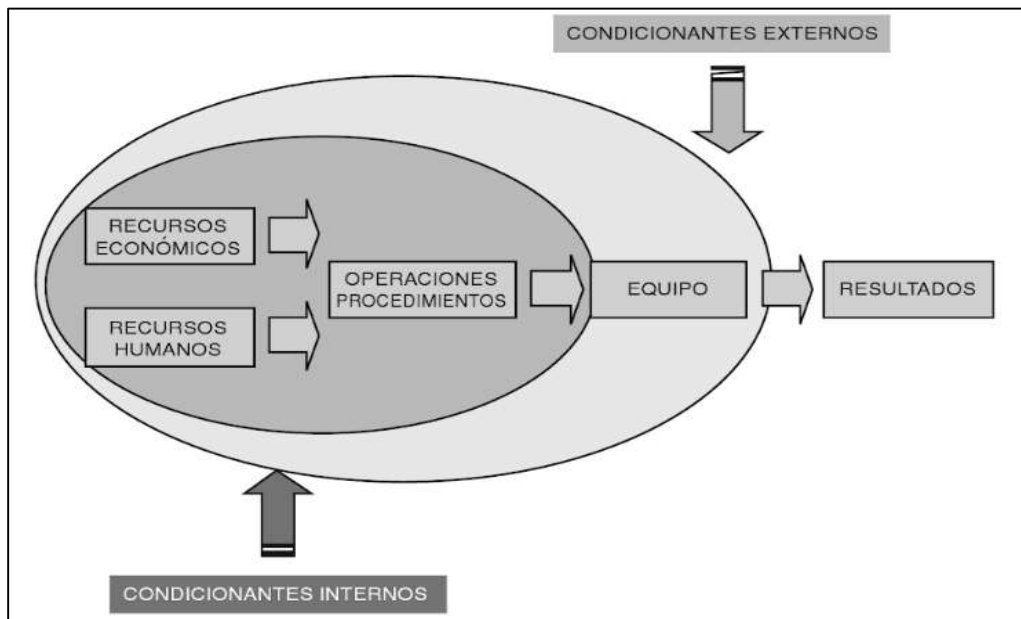 CONDICIONANTES EXTERNOS
RECURSOS
ECONÓMICOS
OPERACIONES
PROCEDIMIENTOS
EQUIPO
RESULTADOS
RECURSOS
HUMANOS
CONDICIONANTES INTERNOS